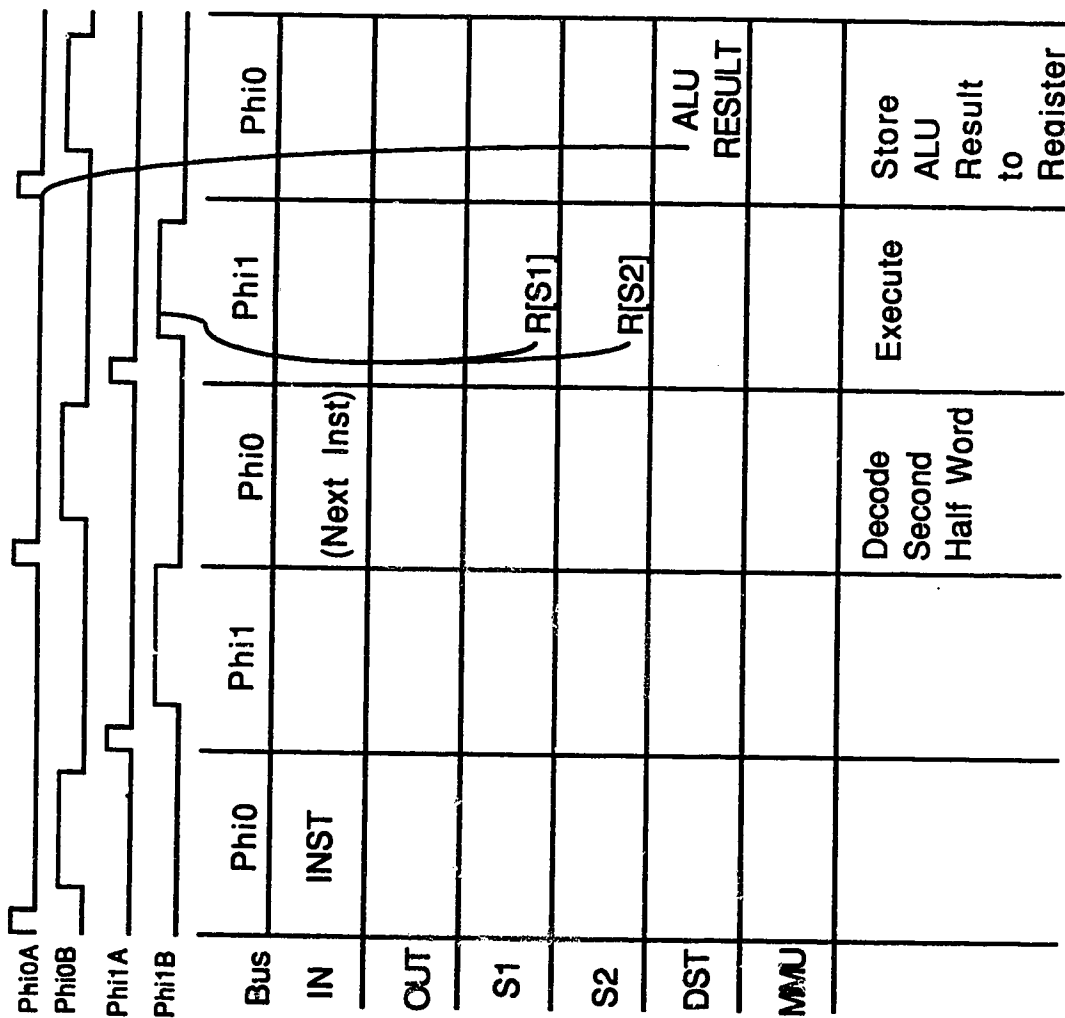 Phi0A
Phi0B
Phi1A
Phi1B
Bus Phi0 Phi1 Phi0 Phi1 Phi0
IN INST (Next Inst)
OUT
S1 R[S1]
S2 R[S2]
DST ALU
RESULT
MMU
Decode
Second
Half Word
Execute
Store
ALU
Result
to
Register